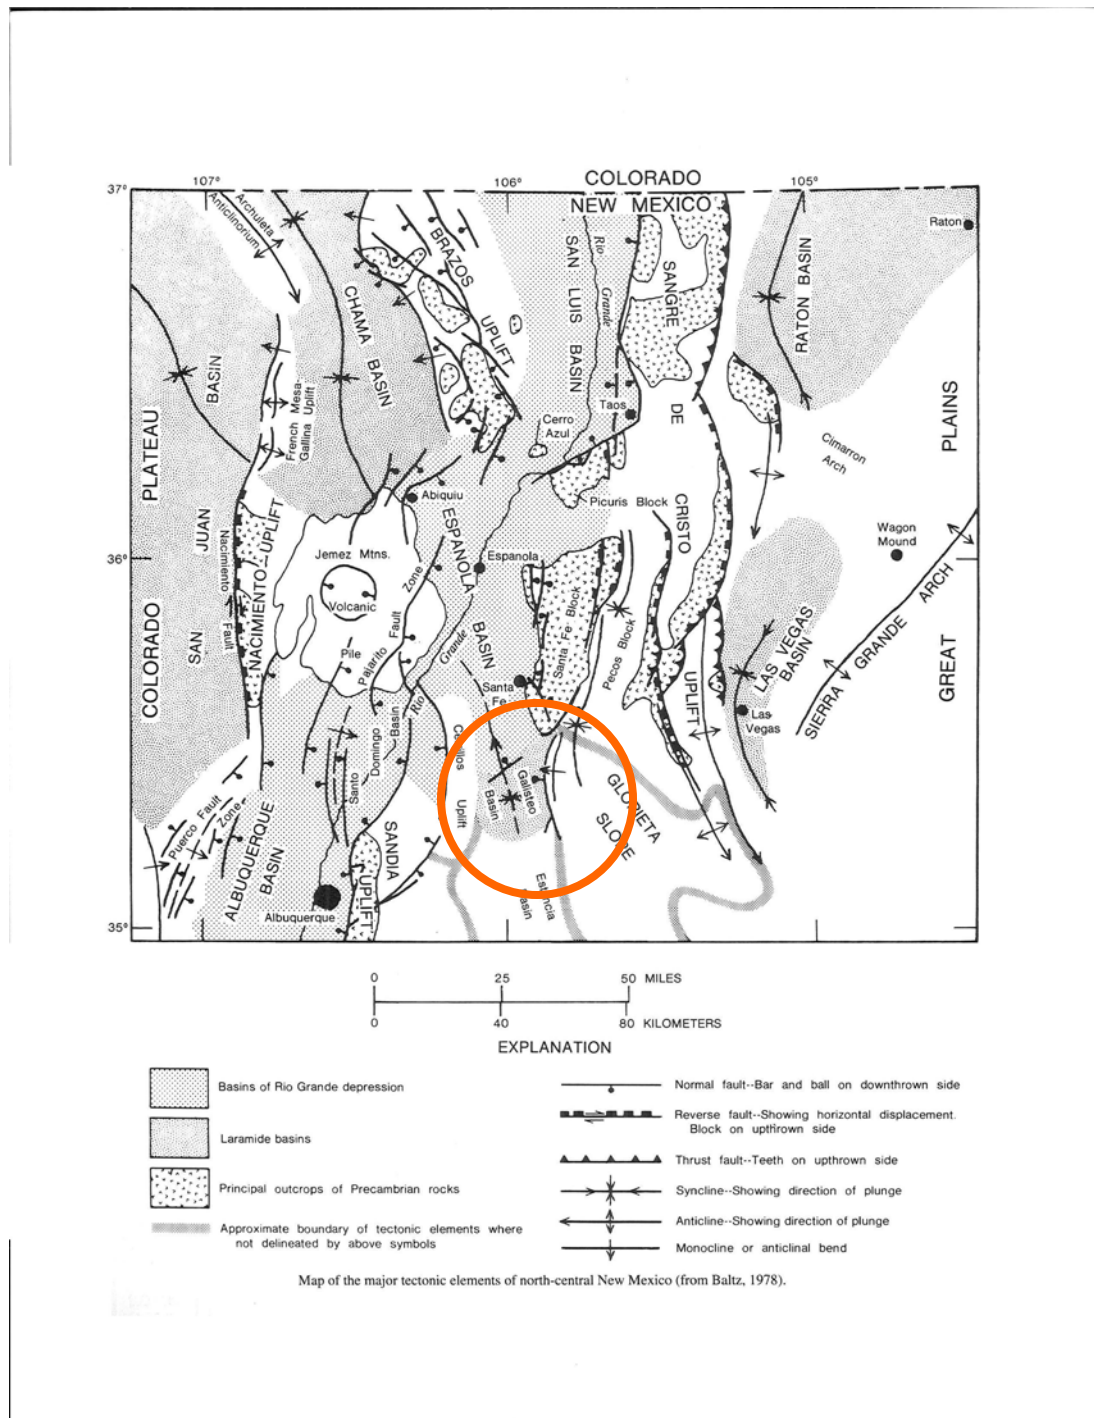 107°
106°
COLORADO
105°
37°
NEW MEXICO
Archuleta
Anticlinorium
BRAZOS
UPLIFT
CHAMA BASIN
Rio
Grande
SAN LUIS BASIN
SANGRE
DE
CRISTO
UPLIFT
RATON BASIN
Raton
PLAINS
GREAT
PLATEAU
COLORADO
BASIN
JUAN
SAN
French Mesa-
Gallina Uplift
Taos
Cerro
Azul
Cimarron
Arch
Abiquiu
Picuris Block
Wagon
Mound
ESPANOLA
BASIN
Nacimiento
Fault
NACIMIENTO UPLIFT
36°
Jemez Mtns.
Volcanic
Pile
Pajarito
Fault
Zone
Espanola
Grande
Rio
Santa Fe Block
Pecos Block
Santa
Fe
LAS VEGAS
BASIN
Las
Vegas
SIERRA GRANDE ARCH
Santo
Domingo
Basin
Cerrillos
Uplift
Galisteo
Basin
GLORIETA
SLOPE
Puerco Fault
Zone
ALBUQUERQUE
BASIN
SANDIA
UPLIFT
Estancia
Basin
Albuquerque
35°
0 25 50 MILES
0 40 80 KILOMETERS
EXPLANATION
Basins of Rio Grande depression
Laramide basins
Principal outcrops of Precambrian rocks
Approximate boundary of tectonic elements where
not delineated by above symbols
Normal fault--Bar and ball on downthrown side
Reverse fault--Showing horizontal displacement.
Block on upthrown side
Thrust fault--Teeth on upthrown side
Syncline--Showing direction of plunge
Anticline--Showing direction of plunge
Monocline or anticlinal bend
Map of the major tectonic elements of north-central New Mexico (from Baltz, 1978).